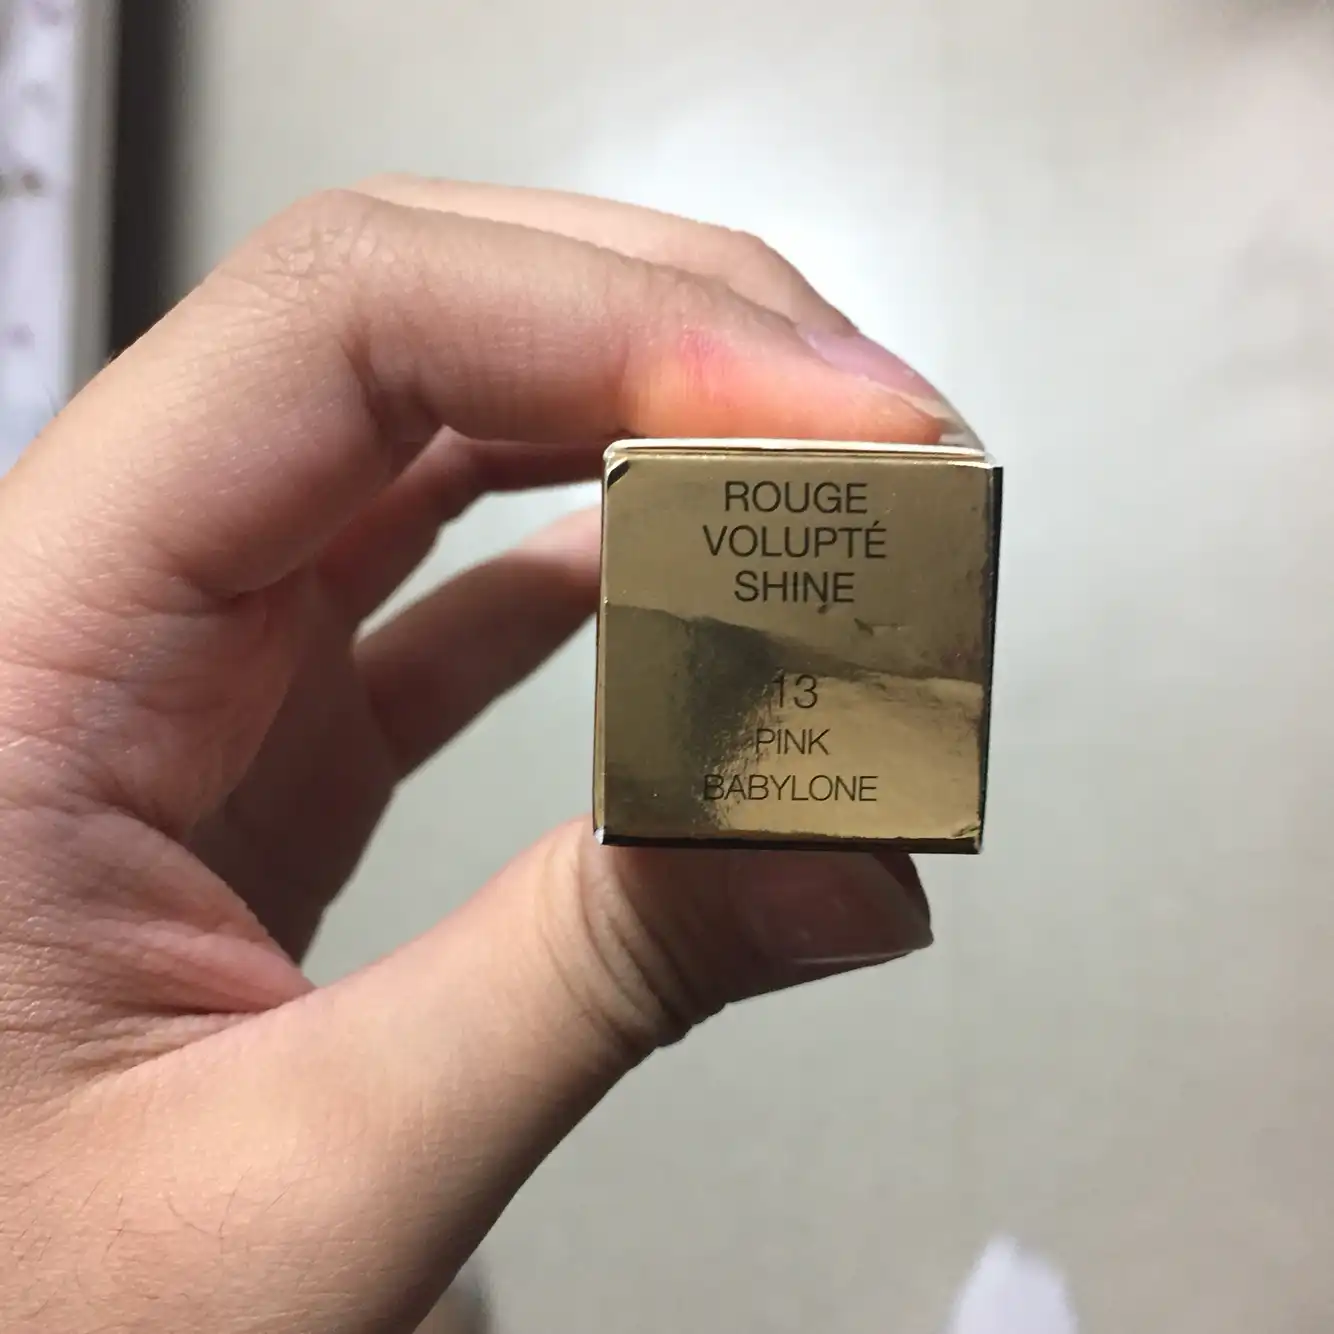 ROUGE
VOLUPTÉ
SHINE
13
PINK
BABYLONE